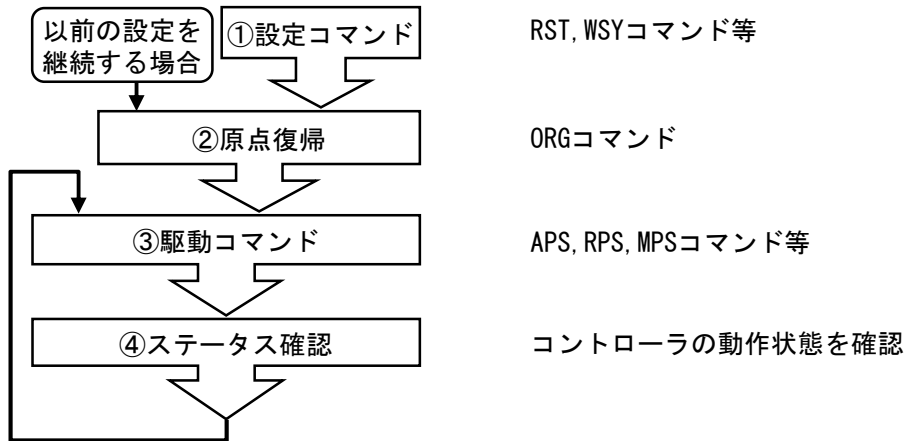 以前の設定を
継続する場合
①設定コマンド
RST,WSYコマンド等
②原点復帰
ORGコマンド
③駆動コマンド
APS,RPS,MPSコマンド等
④ステータス確認
コントローラの動作状態を確認